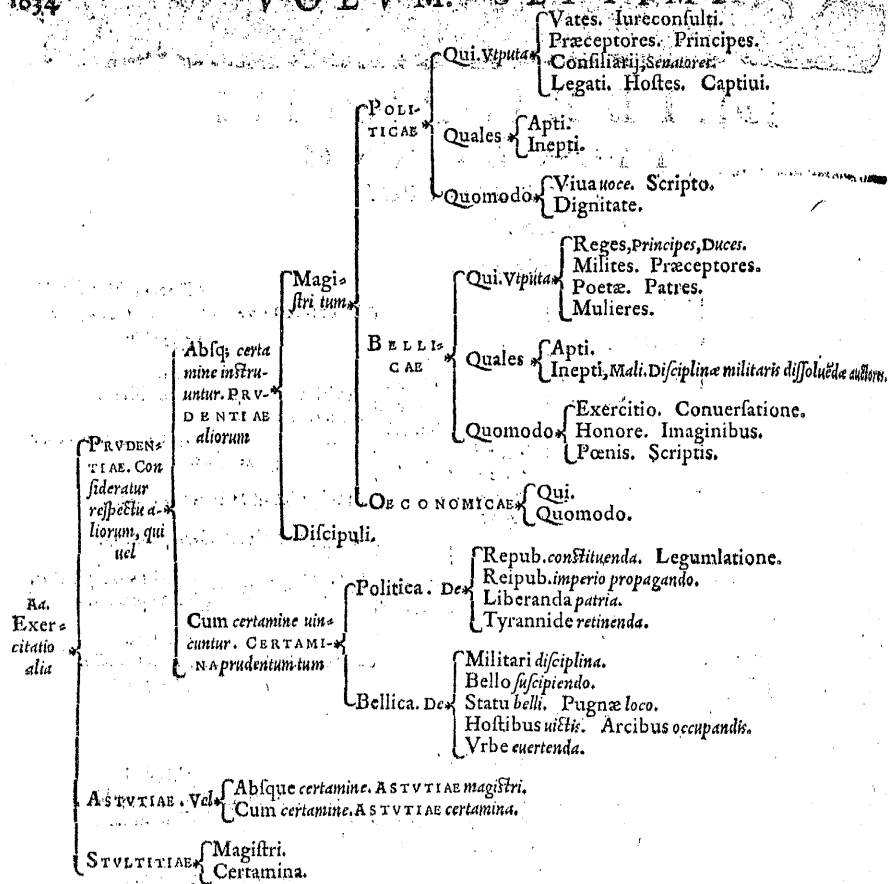 1034 VOLVM. SEPTIMI
Vates. Iureconſulti.
Præceptores. Principes.
Qui. Vtputa
Conſiliarij, Senatores.
Legati. Hoſtes. Captiui.
POLI-
TICAE
Quales
Apti.
Inepti.
Quomodo
Viua uoce. Scripto.
Dignitate.
Magi-
ſtri tum
Reges, Principes, Duces.
Qui. Vtputa
Milites. Præceptores.
Poetæ. Patres.
Mulieres.
BELLI-
CAE
Quales
Apti.
Inepti, Mali. Diſciplinæ militaris diſſoluẽdæ auctores.
Quomodo
Exercitio. Conuerſatione.
Honore. Imaginibus.
Pœnis. Scriptis.
Abſq; certa
mine inſtru-
untur. PRV-
DENTIAE
aliorum
OECONOMICAE
Qui.
Quomodo.
Diſcipuli.
PRVDEN-
TIAE. Con
ſideratur
reſpectu a-
liorum, qui
uel
Repub. conſtituenda. Legumlatione.
Politica. De
Reipub. imperio propagando.
Liberanda patria.
Tyrannide retinenda.
Cum certamine uin-
cuntur. CERTAMI-
NA prudentum tum
Militari diſciplina.
Bello ſuſcipiendo.
Bellica. De
Statu belli. Pugnæ loco.
Hoſtibus uictis. Arcibus occupandis.
Vrbe euertenda.
Ad.
Exer-
citatio
alia
ASTVTIAE. Vel
Abſque certamine. ASTVTIAE magiſtri.
Cum certamine. ASTVTIAE certamina.
STVLTITIAE
Magiſtri.
Certamina.